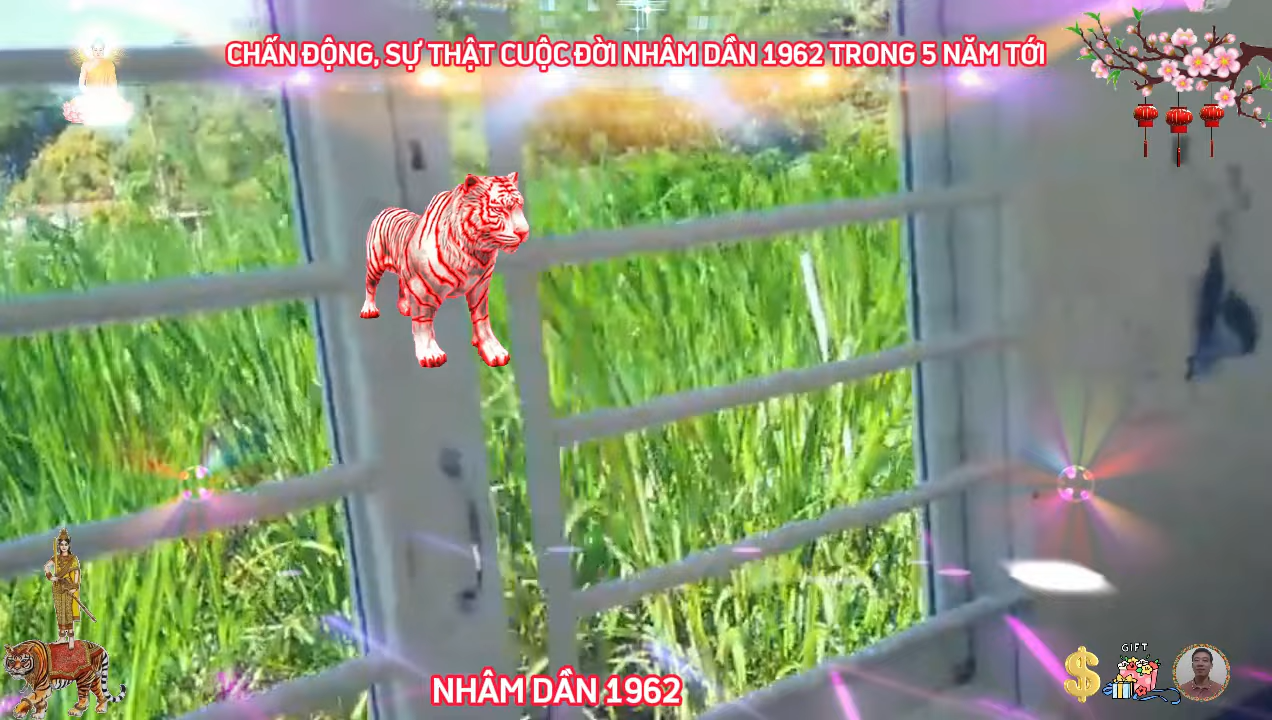 CHẤN ĐỘNG, SỰ THẬT CUỘC ĐỜI NHÂM DẦN 1962 TRONG 5 NĂM TỚI
GIFT
NHÂM DẦN 1962